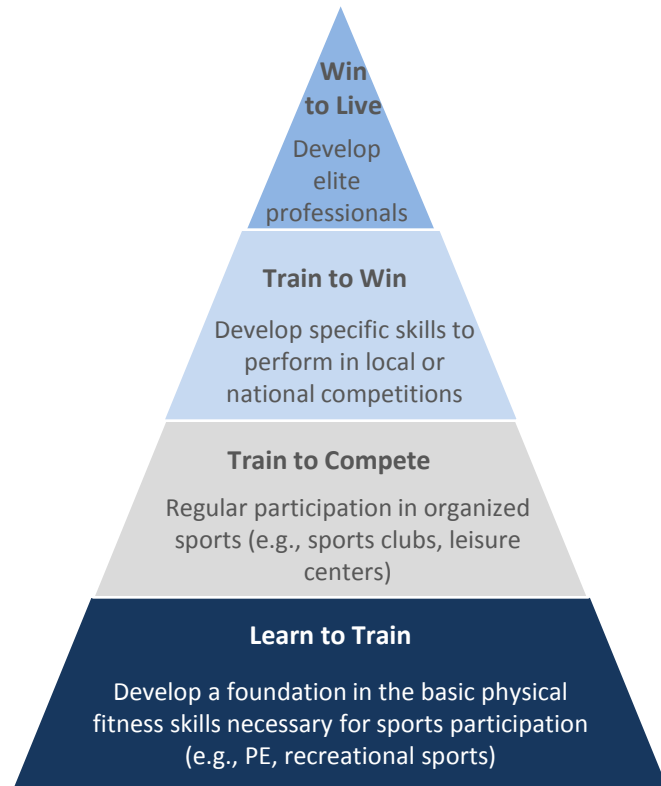 Win
to Live
Develop
elite
professionals
Train to Win
Develop specific skills to
perform in local or
national competitions
Train to Compete
Regular participation in organized
sports (e.g., sports clubs, leisure
centers)
Learn to Train
Develop a foundation in the basic physical
fitness skills necessary for sports participation
(e.g., PE, recreational sports)